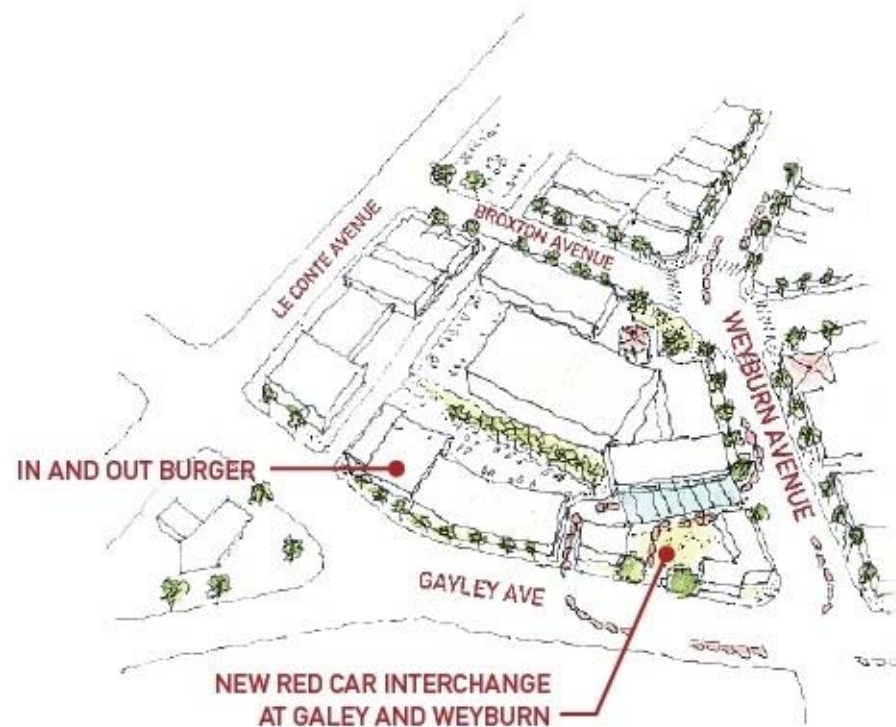 LE CONTE AVENUE
BROXTON AVENUE
WEYBURN AVENUE
IN AND OUT BURGER
GAYLEY AVE
NEW RED CAR INTERCHANGE
AT GALEY AND WEYBURN